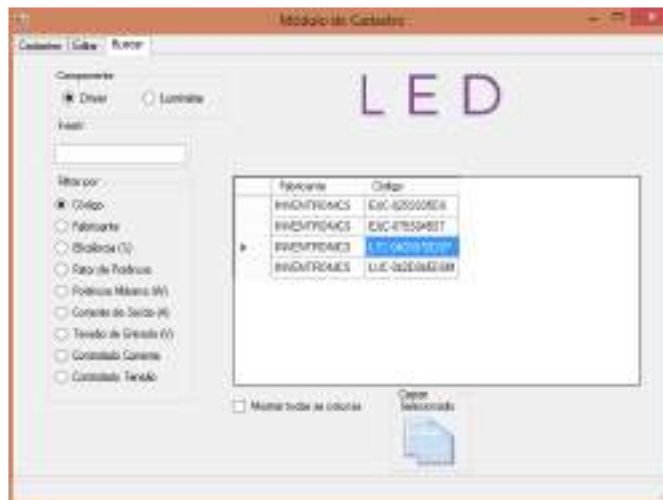 Módulo de Cadastro
Cadastrar Editar Buscar
Componente
Driver Luminária
Filtrar por:
Código
Fabricante
Eficiência (%)
Fator de Potência
Potência Máxima (W)
Corrente de Saída (A)
Tensão de Entrada (V)
Controlado Corrente
Controlado Tensão
LED
Fabricante Código
INVENTRONICS
INVENTRONICS
INVENTRONICS
INVENTRONICS
Mostrar todas as colunas
Copiar
Selecionado